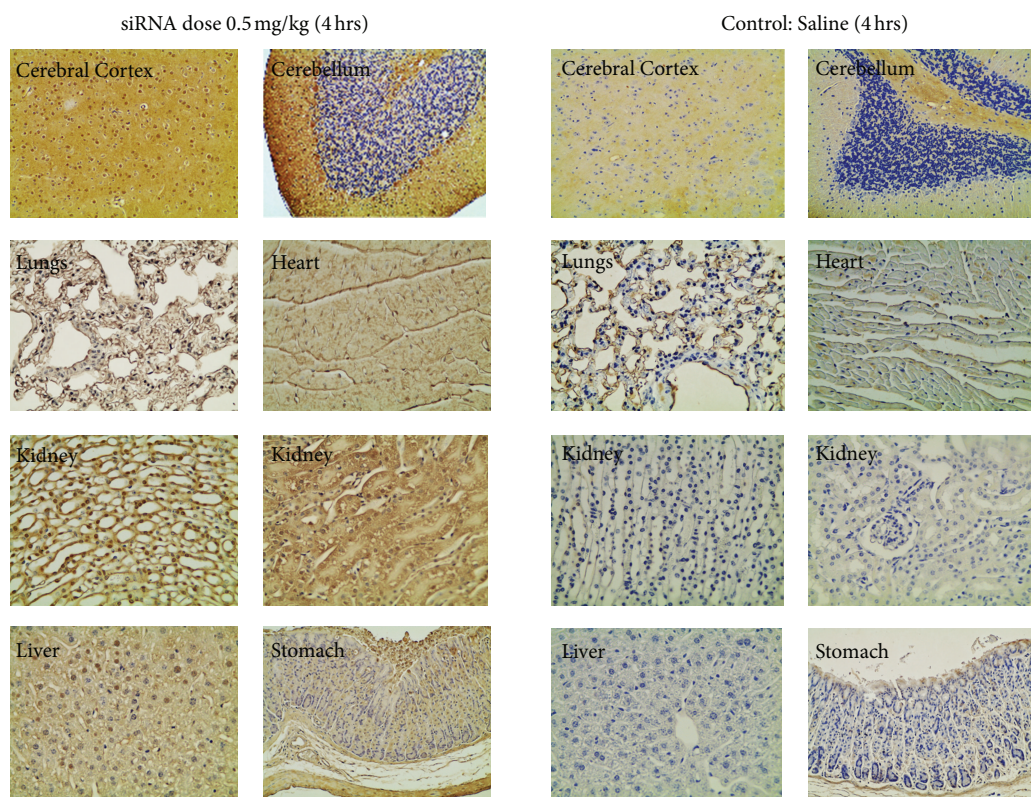 siRNA dose 0.5 mg/kg (4 hrs)
Control: Saline (4 hrs)
Cerebral Cortex
Cerebellum
Cerebral Cortex
Cerebellum
Lungs
Heart
Lungs
Heart
Kidney
Kidney
Kidney
Kidney
Liver
Stomach
Liver
Stomach